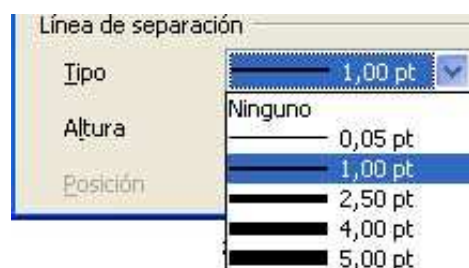 Línea de separación
Tipo
1,00 pt
Ninguno
Altura
0,05 pt
1,00 pt
Posición
2,50 pt
4,00 pt
5,00 pt